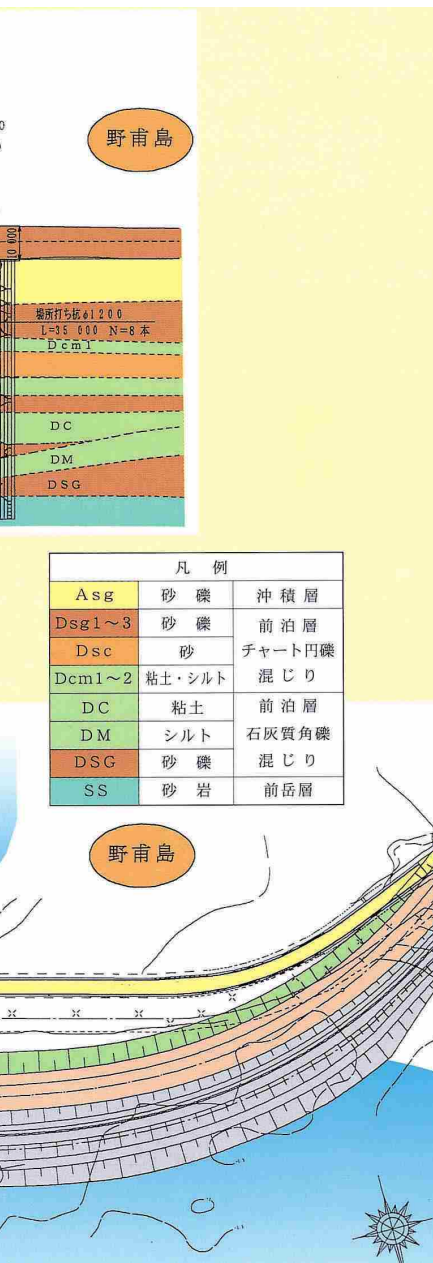 野甫島
10 000
場所打ち杭φ1200
L=35 000 N=8本
Dcm1
DC
DM
DSG
凡 例
Asg 砂 礫 沖積層
Dsg1~3 砂 礫 前泊層
Dsc 砂 チャート円礫
Dcm1~2 粘土・シルト 混じり
DC 粘土 前泊層
DM シルト 石灰質角礫
DSG 砂 礫 混じり
SS 砂 岩 前岳層
野甫島